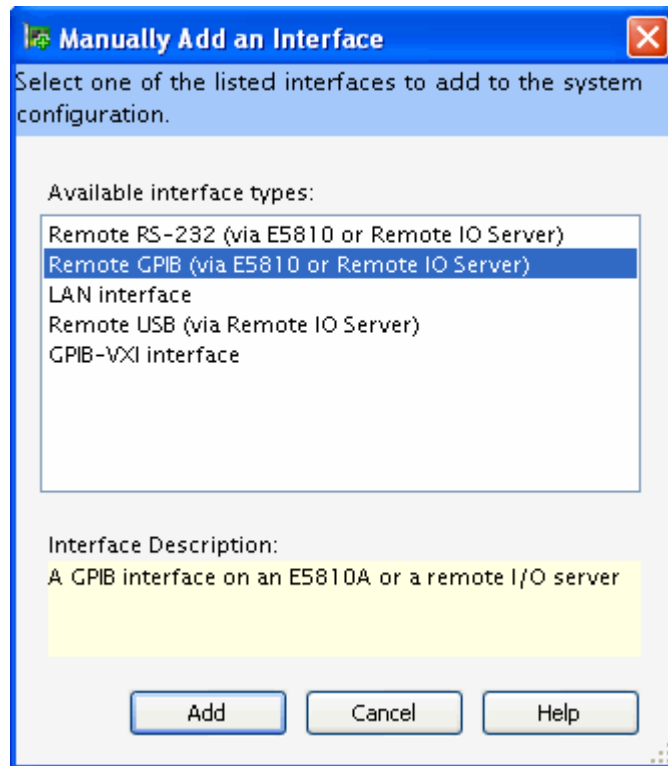 Manually Add an Interface
Select one of the listed interfaces to add to the system
configuration.
Available interface types:
Remote RS-232 (via E5810 or Remote IO Server)
Remote GPIB (via E5810 or Remote IO Server)
LAN interface
Remote USB (via Remote IO Server)
GPIB-VXI interface
Interface Description:
A GPIB interface on an E5810A or a remote I/O server
Add
Cancel
Help